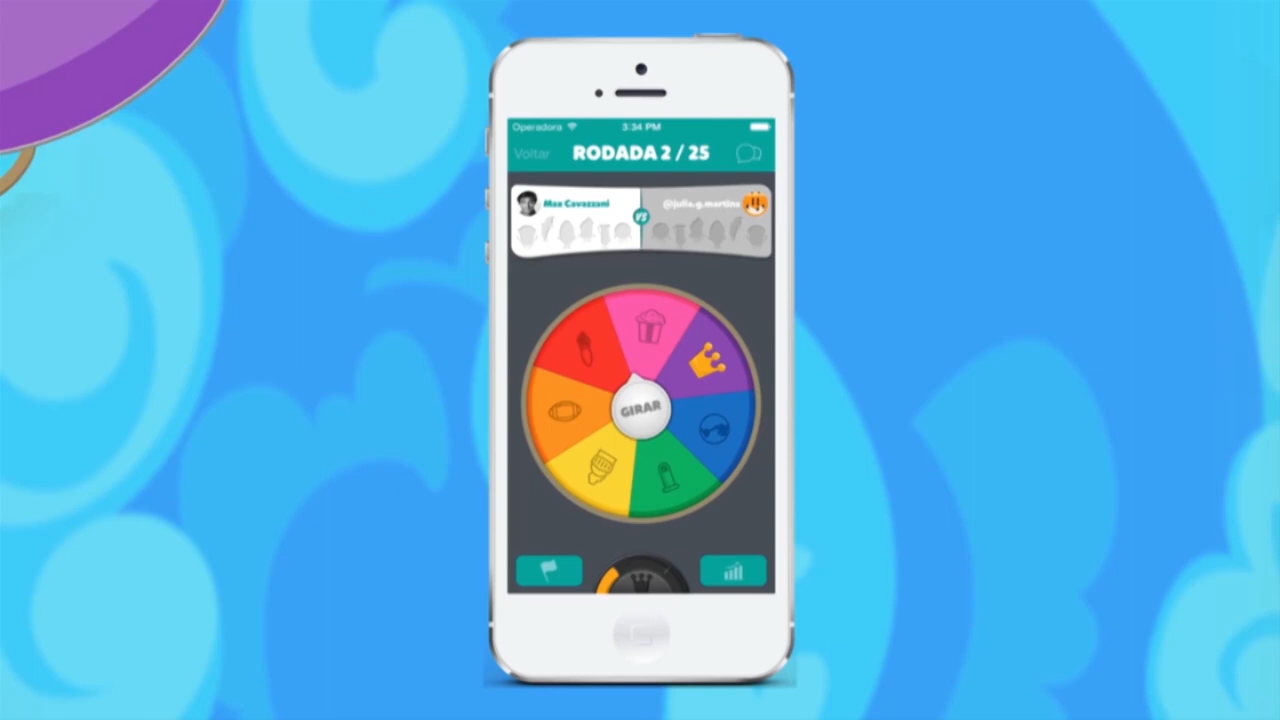 Operadora 3:34 PM
Voltar RODADA 2 / 25
Max Cavazzani VS @julia.g.martins
GIRAR